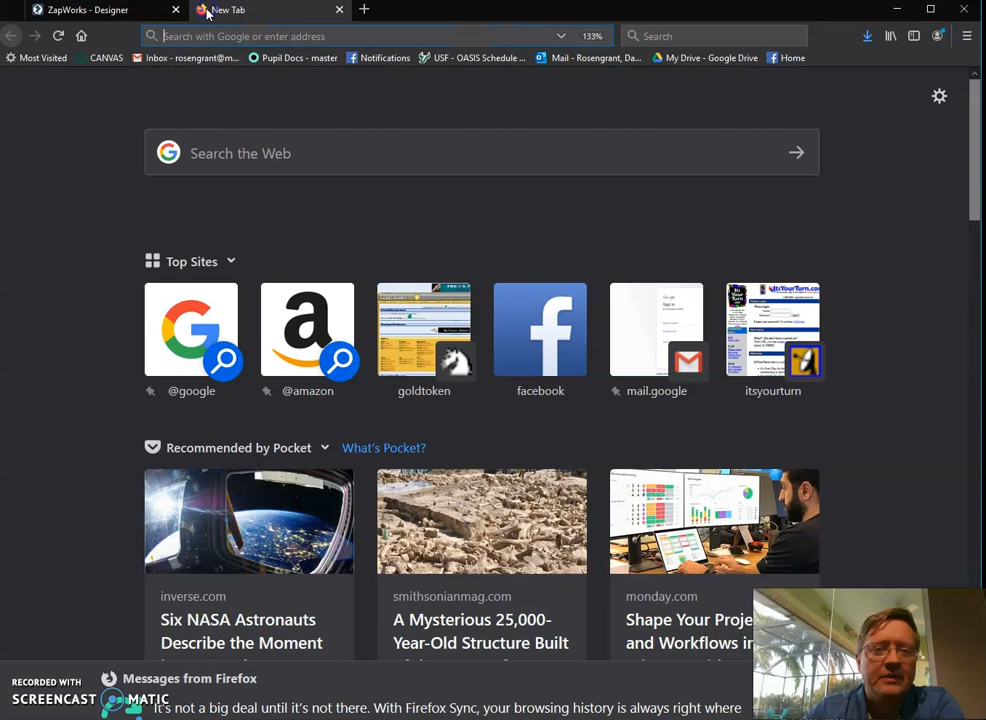 ZapWorks - Designer
New Tab
Search with Google or enter address
133%
Search
Most Visited CANVAS Inbox - rosengrant@m... Pupil Docs - master Notifications USF - OASIS Schedule ... Mail - Rosengrant, Da... My Drive - Google Drive Home
Search the Web
Top Sites
@google @amazon goldtoken facebook mail.google itsyourturn
Recommended by Pocket What's Pocket?
inverse.com
Six NASA Astronauts
Describe the Moment
smithsonianmag.com
A Mysterious 25,000-
Year-Old Structure Built
monday.com
Shape Your Proje
and Workflows in
RECORDED WITH
SCREENCAST MATIC
Messages from Firefox
It's not a big deal until it's not there. With Firefox Sync, your browsing history is always right where